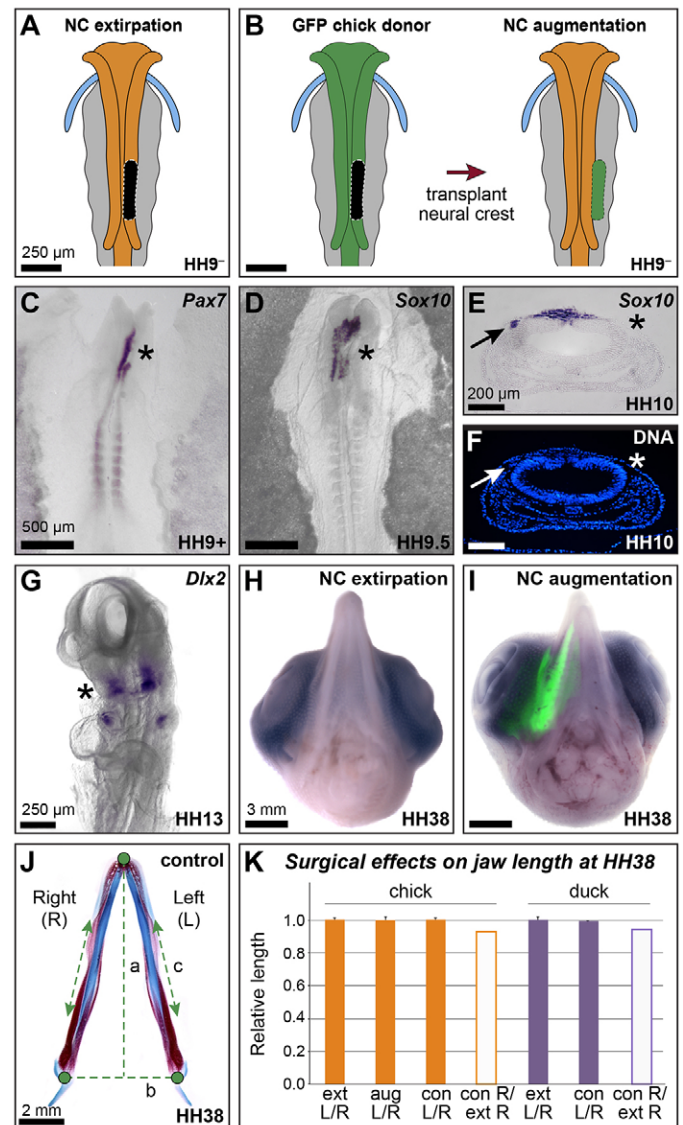 A NC extirpation
250 µm
HH9⁻
B GFP chick donor NC augmentation
transplant
neural crest
HH9⁻
C Pax7
*
500 µm HH9+
D Sox10
*
HH9.5
E Sox10
*
200 µm
HH10
F DNA
*
HH10
G Dlx2
*
250 µm HH13
H NC extirpation
3 mm HH38
I NC augmentation
HH38
J control
Right Left
(R) (L)
a c
b
2 mm HH38
K Surgical effects on jaw length at HH38
chick duck
Relative length
1.0
0.8
0.6
0.4
0.2
0.0
ext aug con con R/ ext con con R/
L/R L/R L/R ext R L/R L/R ext R